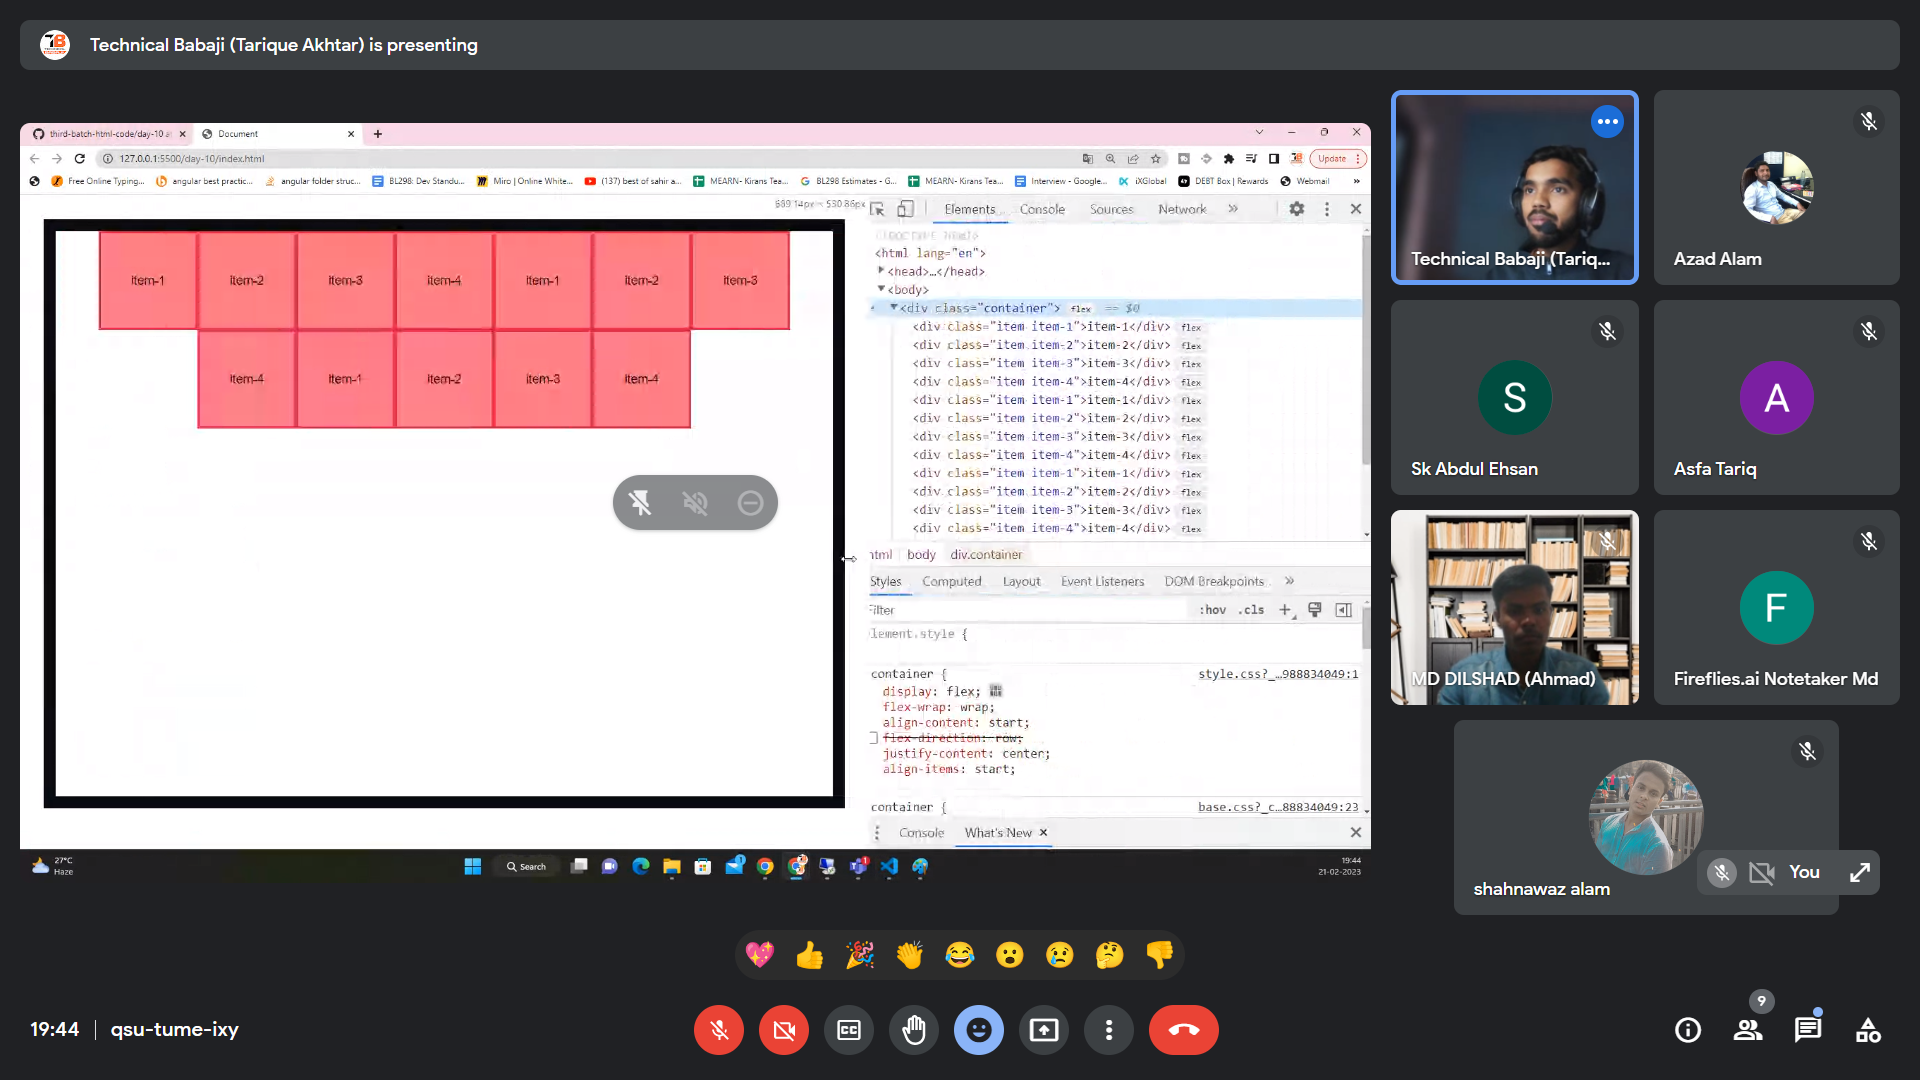 Technical Babaji (Tarique Akhtar) is presenting
third-batch-html-code/day-10 a
Document
127.0.0.1:5500/day-10/index.html
Update
Free Online Typing...
angular best practic...
angular folder struc...
BL298: Dev Standu...
Miro | Online White...
(137) best of sahir a...
MEARN- Kirans Tea...
BL298 Estimates - G...
MEARN- Kirans Tea...
Interview - Google...
iXGlobal
DEBT Box | Rewards
Webmail
»
689.14px × 530.86px
Elements
Console
Sources
Network
»
item-1
item-2
item-3
item-4
item-1
item-2
item-3
item-4
item-1
item-2
item-3
item-4
<!DOCTYPE html>
<html lang="en">
<head>…</head>
<body>
<div class="container"> flex == $0
<div class="item item-1">item-1</div> flex
<div class="item item-2">item-2</div> flex
<div class="item item-3">item-3</div> flex
<div class="item item-4">item-4</div> flex
<div class="item item-1">item-1</div> flex
<div class="item item-2">item-2</div> flex
<div class="item item-3">item-3</div> flex
<div class="item item-4">item-4</div> flex
<div class="item item-1">item-1</div> flex
<div class="item item-2">item-2</div> flex
<div class="item item-3">item-3</div> flex
<div class="item item-4">item-4</div> flex
html body div.container
Styles Computed Layout Event Listeners DOM Breakpoints »
Filter
:hov .cls +
element.style {
container { style.css?_…988834049:1
display: flex;
flex-wrap: wrap;
align-content: start;
flex-direction: row;
justify-content: center;
align-items: start;
container { base.css?_c…88834049:23
Console What's New
27°C
Haze
Search
19:44
21-02-2023
Technical Babaji (Tariq...
Azad Alam
S
Sk Abdul Ehsan
A
Asfa Tariq
MD DILSHAD (Ahmad)
F
Fireflies.ai Notetaker Md
shahnawaz alam
You
19:44 | qsu-tume-ixy
CC
9